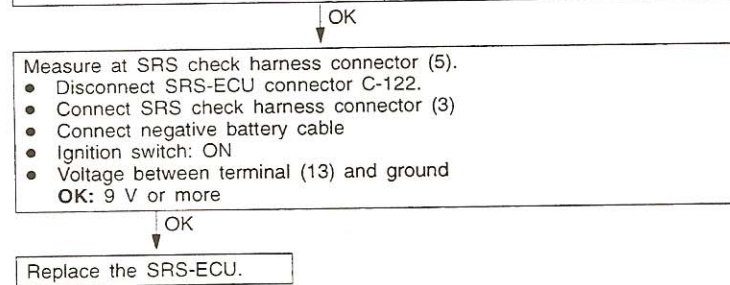 OK
Measure at SRS check harness connector (5).
● Disconnect SRS-ECU connector C-122.
● Connect SRS check harness connector (3)
● Connect negative battery cable
● Ignition switch: ON
● Voltage between terminal (13) and ground
OK: 9 V or more
OK
Replace the SRS-ECU.